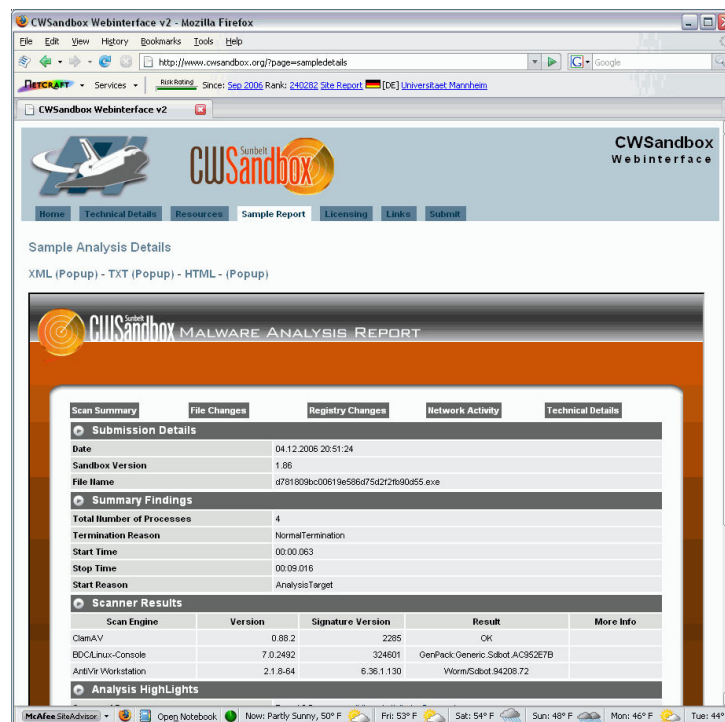 CWSandbox Webinterface v2 - Mozilla Firefox
File Edit View History Bookmarks Tools Help
http://www.cwsandbox.org/?page=sampledetails
G Google
NETCRAFT Services Risk Rating Since: Sep 2006 Rank: 240282 Site Report [DE] Universitaet Mannheim
CWSandbox Webinterface v2
Sunbelt
CWSandbox
CWSandbox
Webinterface
Home Technical Details Resources Sample Report Licensing Links Submit
Sample Analysis Details
XML (Popup) - TXT (Popup) - HTML - (Popup)
Sunbelt
CWSandbox MALWARE ANALYSIS REPORT
Scan Summary File Changes Registry Changes Network Activity Technical Details
Submission Details
Date 04.12.2006 20:51:24
Sandbox Version 1.86
File Name d781809bc00619e586d75d2f2fb90d55.exe
Summary Findings
Total Number of Processes 4
Termination Reason NormalTermination
Start Time 00:00.063
Stop Time 00:09.016
Start Reason AnalysisTarget
Scanner Results
Scan Engine Version Signature Version Result More Info
ClamAV 0.88.2 2285 OK
BDC/Linux-Console 7.0.2492 324601 GenPack:Generic.Sdbot.AC952E7B
AntiVir Workstation 2.1.8-64 6.36.1.130 Worm/Sdbot.94208.72
Analysis HighLights
McAfee SiteAdvisor Open Notebook Now: Partly Sunny, 50° F Fri: 53° F Sat: 54° F Sun: 48° F Mon: 46° F Tue: 44°